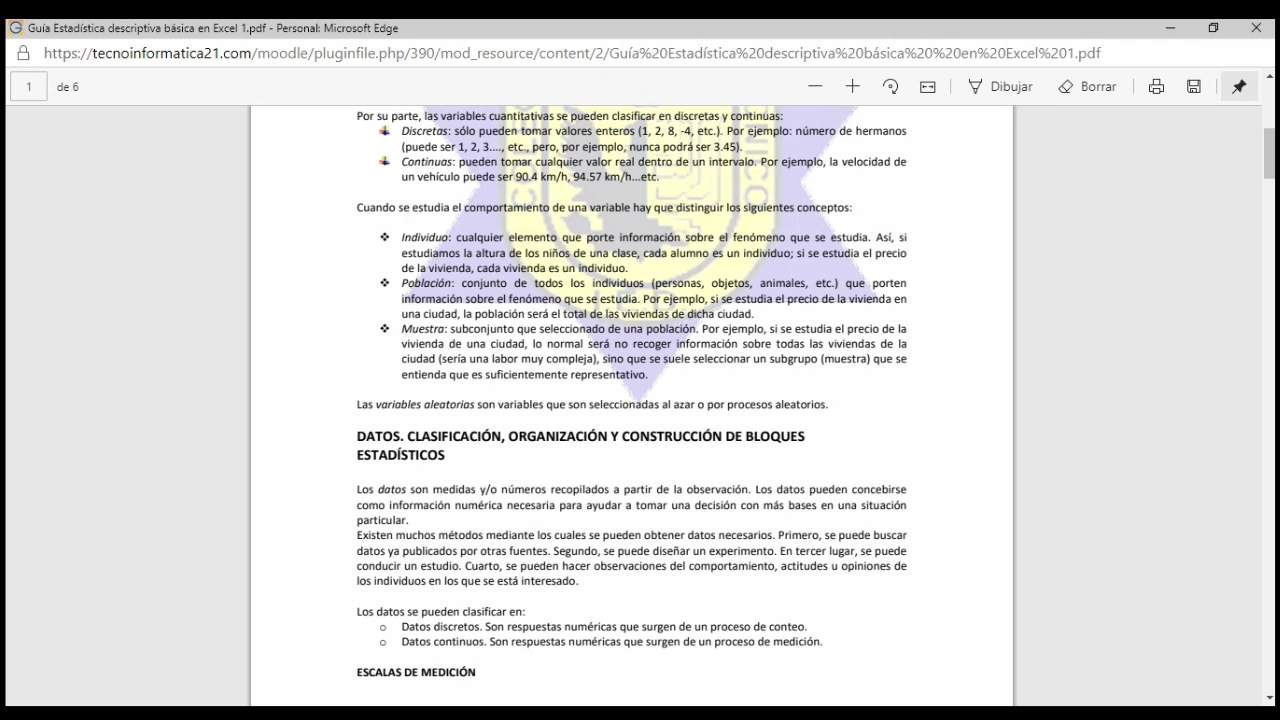 Guía Estadística descriptiva básica en Excel 1.pdf - Personal: Microsoft Edge
https://tecnoinformatica21.com/moodle/pluginfile.php/390/mod_resource/content/2/Guía%20Estadística%20descriptiva%20básica%20%20en%20Excel%201.pdf
1 de 6 Dibujar Borrar
Por su parte, las variables cuantitativas se pueden clasificar en discretas y continuas:
Discretas: sólo pueden tomar valores enteros (1, 2, 8, -4, etc.). Por ejemplo: número de hermanos
(puede ser 1, 2, 3...., etc., pero, por ejemplo, nunca podrá ser 3.45).
Continuas: pueden tomar cualquier valor real dentro de un intervalo. Por ejemplo, la velocidad de
un vehículo puede ser 90.4 km/h, 94.57 km/h...etc.
Cuando se estudia el comportamiento de una variable hay que distinguir los siguientes conceptos:
❖ Individuo: cualquier elemento que porte información sobre el fenómeno que se estudia. Así, si
estudiamos la altura de los niños de una clase, cada alumno es un individuo; si se estudia el precio
de la vivienda, cada vivienda es un individuo.
❖ Población: conjunto de todos los individuos (personas, objetos, animales, etc.) que porten
información sobre el fenómeno que se estudia. Por ejemplo, si se estudia el precio de la vivienda en
una ciudad, la población será el total de las viviendas de dicha ciudad.
❖ Muestra: subconjunto que seleccionado de una población. Por ejemplo, si se estudia el precio de la
vivienda de una ciudad, lo normal será no recoger información sobre todas las viviendas de la
ciudad (sería una labor muy compleja), sino que se suele seleccionar un subgrupo (muestra) que se
entienda que es suficientemente representativo.
Las variables aleatorias son variables que son seleccionadas al azar o por procesos aleatorios.
DATOS. CLASIFICACIÓN, ORGANIZACIÓN Y CONSTRUCCIÓN DE BLOQUES
ESTADÍSTICOS
Los datos son medidas y/o números recopilados a partir de la observación. Los datos pueden concebirse
como información numérica necesaria para ayudar a tomar una decisión con más bases en una situación
particular.
Existen muchos métodos mediante los cuales se pueden obtener datos necesarios. Primero, se puede buscar
datos ya publicados por otras fuentes. Segundo, se puede diseñar un experimento. En tercer lugar, se puede
conducir un estudio. Cuarto, se pueden hacer observaciones del comportamiento, actitudes u opiniones de
los individuos en los que se está interesado.
Los datos se pueden clasificar en:
o Datos discretos. Son respuestas numéricas que surgen de un proceso de conteo.
o Datos continuos. Son respuestas numéricas que surgen de un proceso de medición.
ESCALAS DE MEDICIÓN